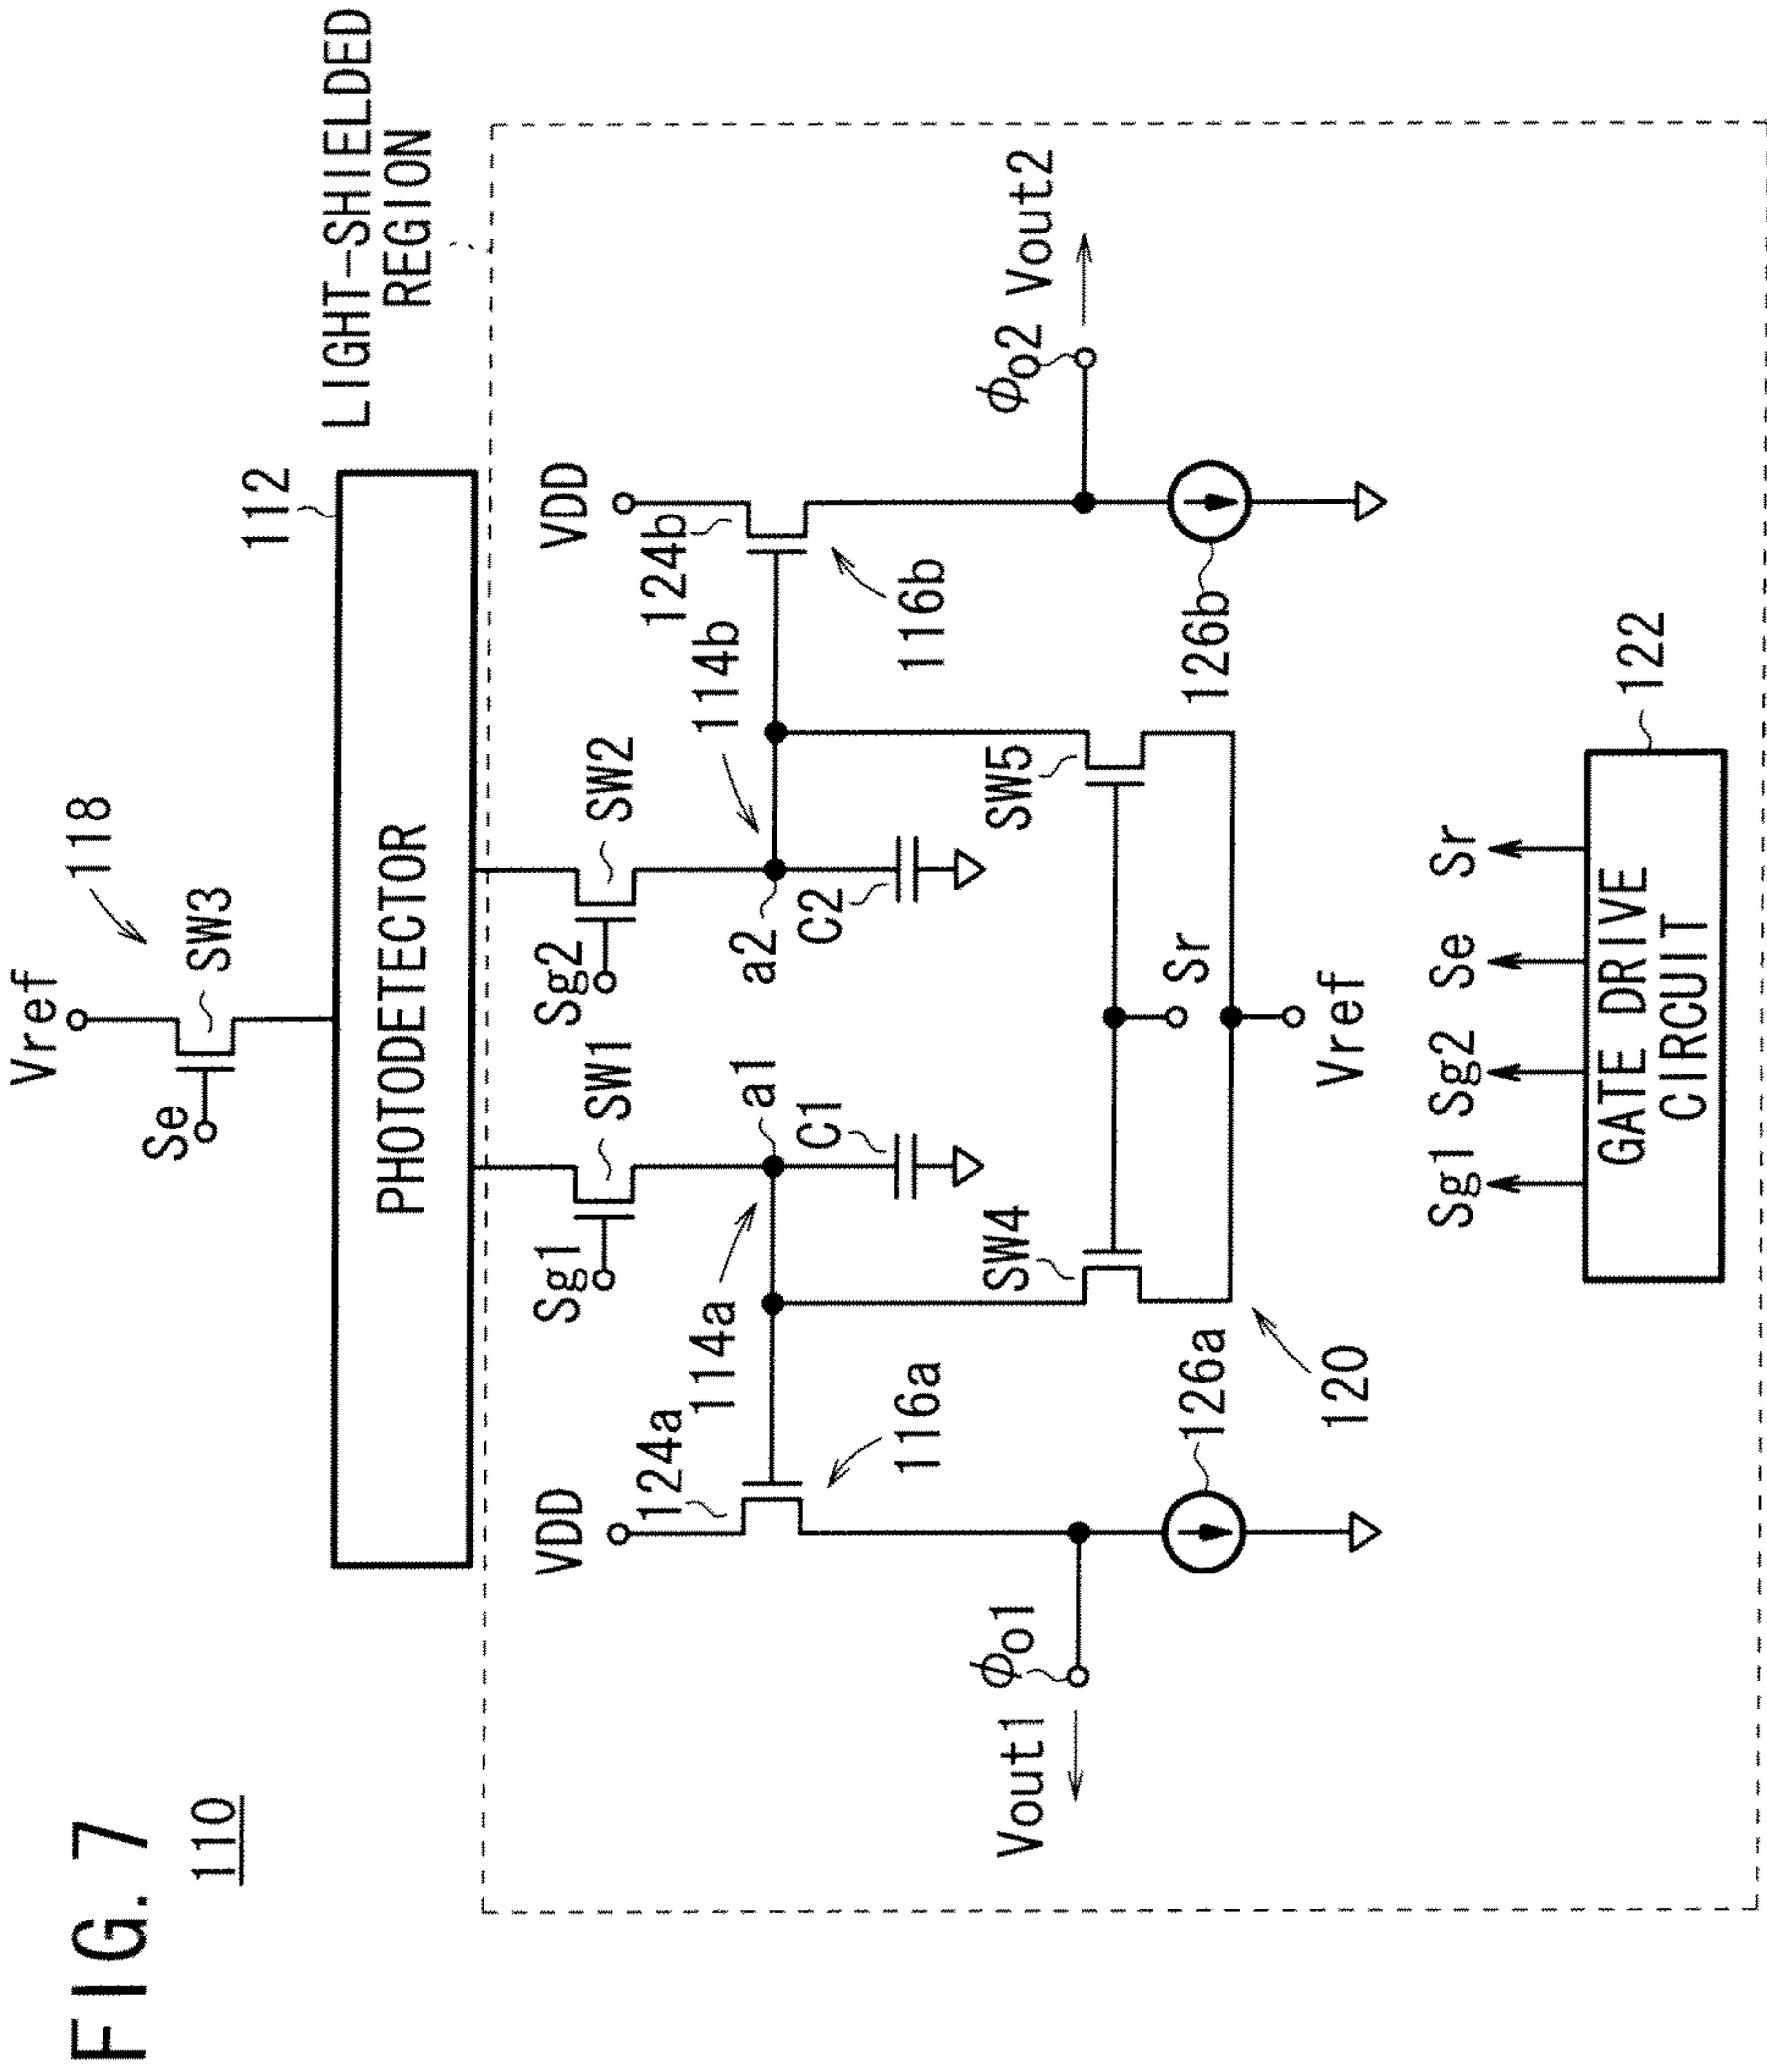 FIG. 7
110
Vref
118
Se
SW3
112
PHOTODETECTOR
LIGHT-SHIELDED
REGION
VDD
Sg1
SW1
Sg2
SW2
VDD
124a
114a
a1
a2
114b
124b
116a
C1
C2
116b
Vout1
ϕo1
SW4
SW5
ϕo2
Vout2
126a
Sr
126b
120
Vref
Sg1
Sg2
Se
Sr
GATE DRIVE
CIRCUIT
122